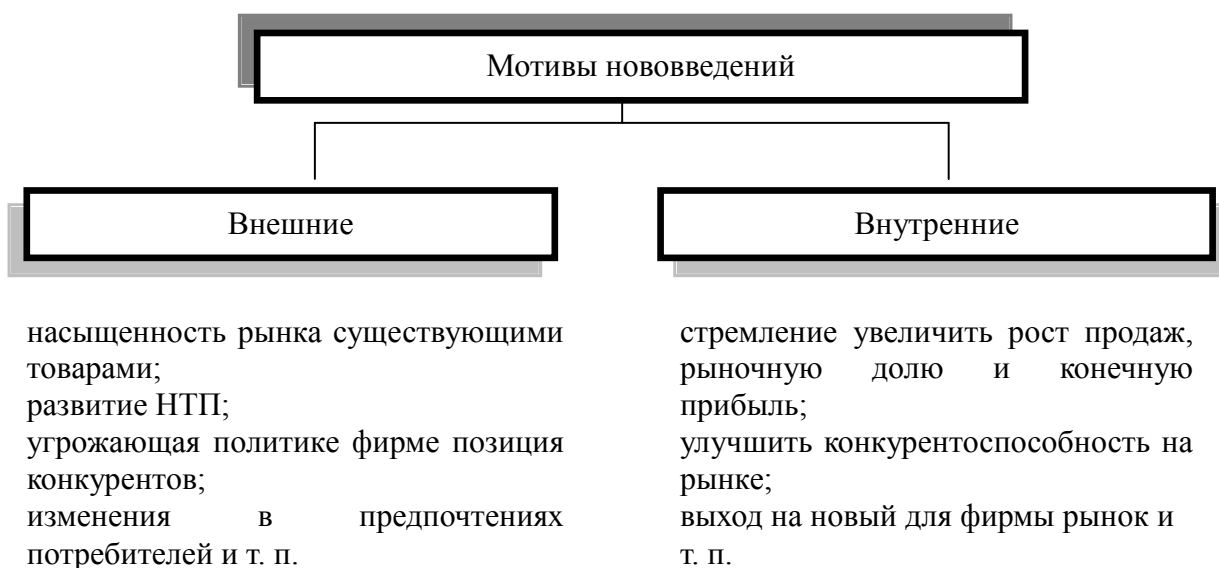 Мотивы нововведений
Внешние
Внутренние
насыщенность рынка существующими
товарами;
развитие НТП;
угрожающая политике фирме позиция
конкурентов;
изменения в предпочтениях
потребителей и т. п.
стремление увеличить рост продаж,
рыночную долю и конечную
прибыль;
улучшить конкурентоспособность на
рынке;
выход на новый для фирмы рынок и
т. п.